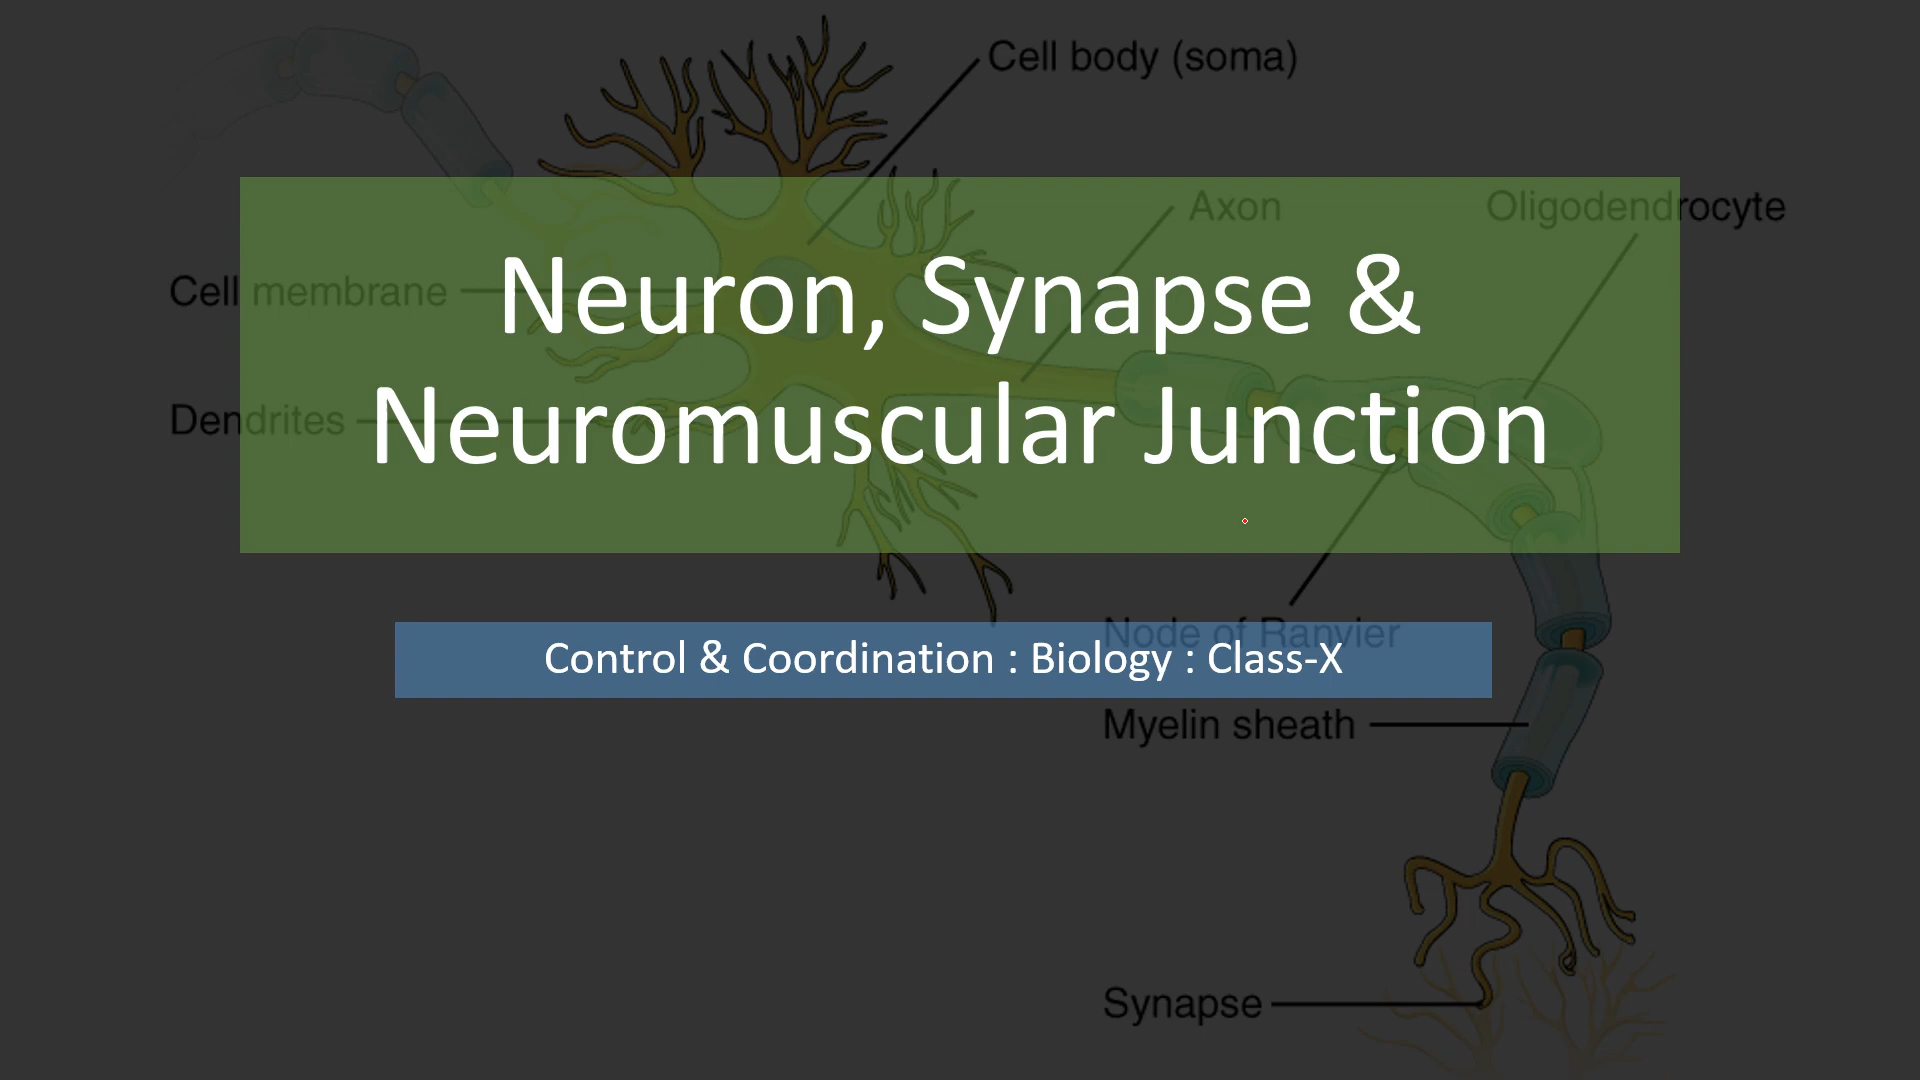 Cell body (soma)
Axon
Oligodendrocyte
Cell membrane
Neuron, Synapse &
Neuromuscular Junction
Dendrites
Node of Ranvier
Control & Coordination : Biology : Class-X
Myelin sheath
Synapse